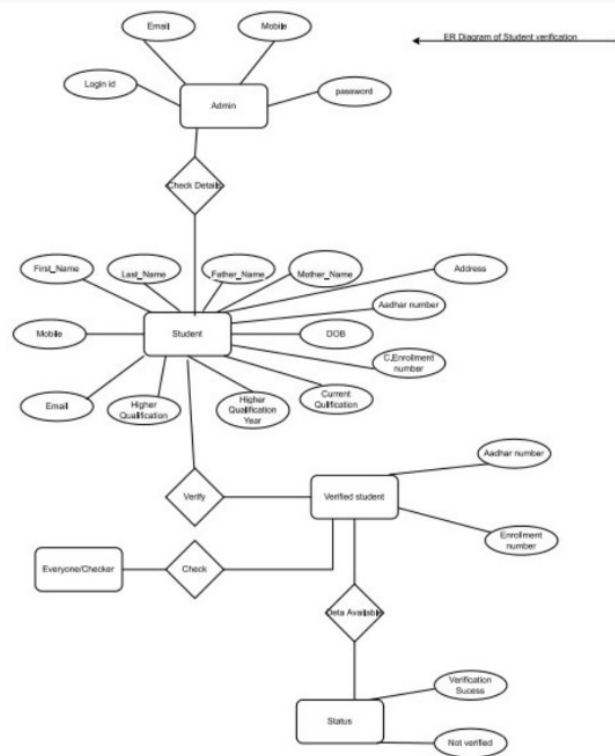 Email
Mobile
ER Diagram of Student verification
Login id
password
Admin
Check Details
First_Name
Last_Name
Father_Name
Mother_Name
Address
Aadhar number
Mobile
Student
DOB
C,Enrollment
number
Email
Higher
Qulification
Higher
Qualification
Year
Current
Qulification
Aadhar number
Verify
Verified student
Enrollment
number
Everyone/Checker
Check
Data Available
Verification
Sucess
Status
Not verified